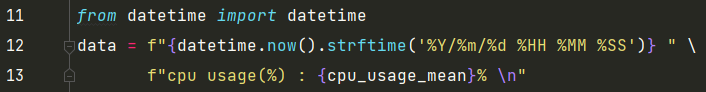 11 from datetime import datetime
12 data = f"{datetime.now().strftime('%Y/%m/%d %HH %MM %SS')} " \
13 f"cpu usage(%) : {cpu_usage_mean}% \n"